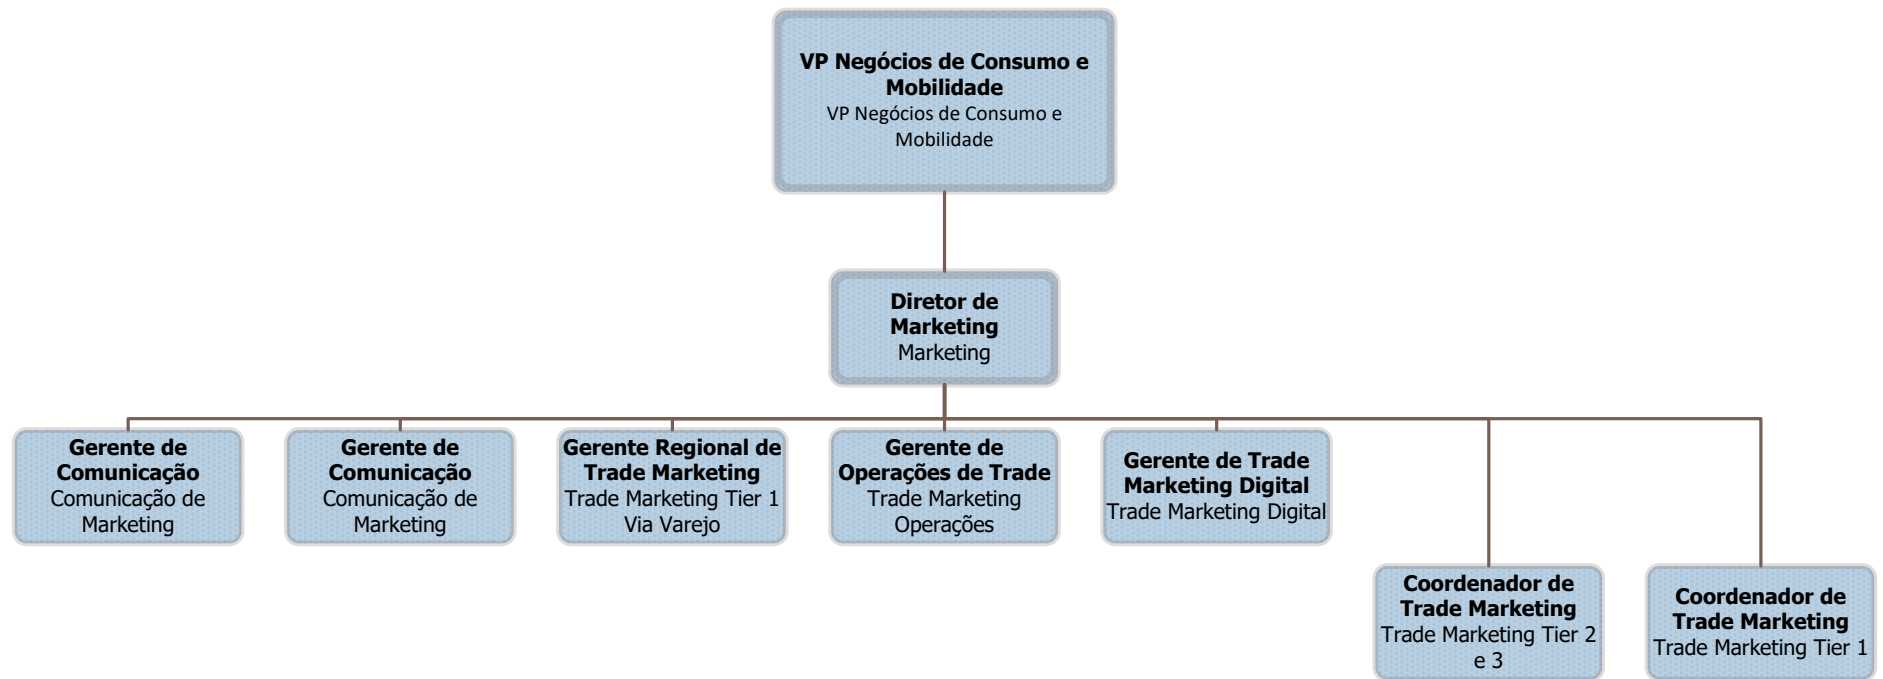 VP Negócios de Consumo e
Mobilidade
VP Negócios de Consumo e
Mobilidade
Diretor de
Marketing
Marketing
Gerente de
Comunicação
Comunicação de
Marketing
Gerente de
Comunicação
Comunicação de
Marketing
Gerente Regional de
Trade Marketing
Trade Marketing Tier 1
Via Varejo
Gerente de
Operações de Trade
Trade Marketing
Operações
Gerente de Trade
Marketing Digital
Trade Marketing Digital
Coordenador de
Trade Marketing
Trade Marketing Tier 2
e 3
Coordenador de
Trade Marketing
Trade Marketing Tier 1